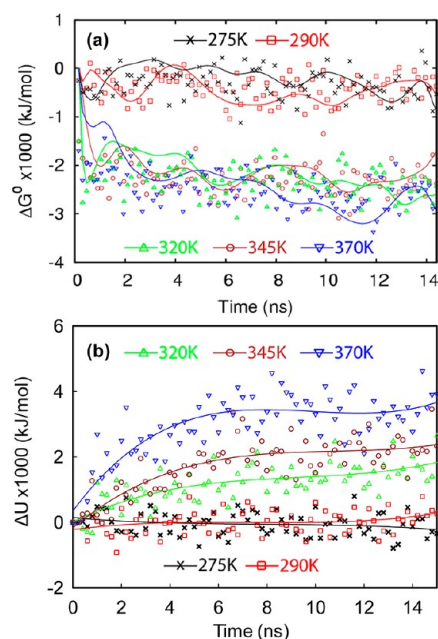 (a)
275K
290K
1
0
-1
-2
-3
-4
ΔG⁰ x1000 (kJ/mol)
320K
345K
370K
0
2
4
6
8
10
12
14
Time (ns)
(b)
320K
345K
370K
6
4
2
0
-2
ΔU x1000 (kJ/mol)
275K
290K
0
2
4
6
8
10
12
14
Time (ns)